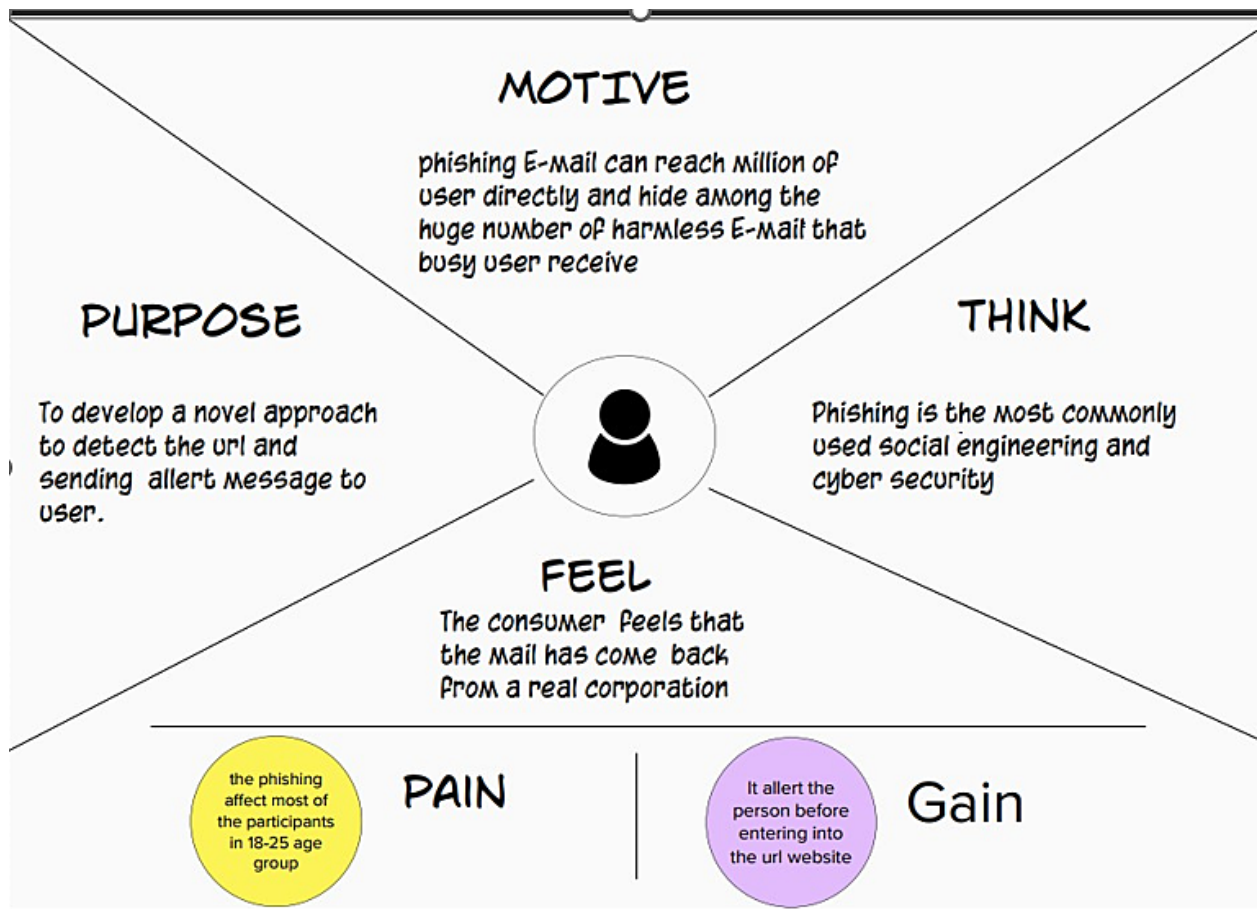 MOTIVE
phishing E-mail can reach million of
user directly and hide among the
huge number of harmless E-mail that
busy user receive
PURPOSE
To develop a novel approach
to detect the url and
sending allert message to
user.
THINK
Phishing is the most commonly
used social engineering and
cyber security
FEEL
The consumer feels that
the mail has come back
from a real corporation
the phishing
affect most of
the participants
in 18-25 age
group
PAIN
It allert the
person before
entering into
the url website
Gain